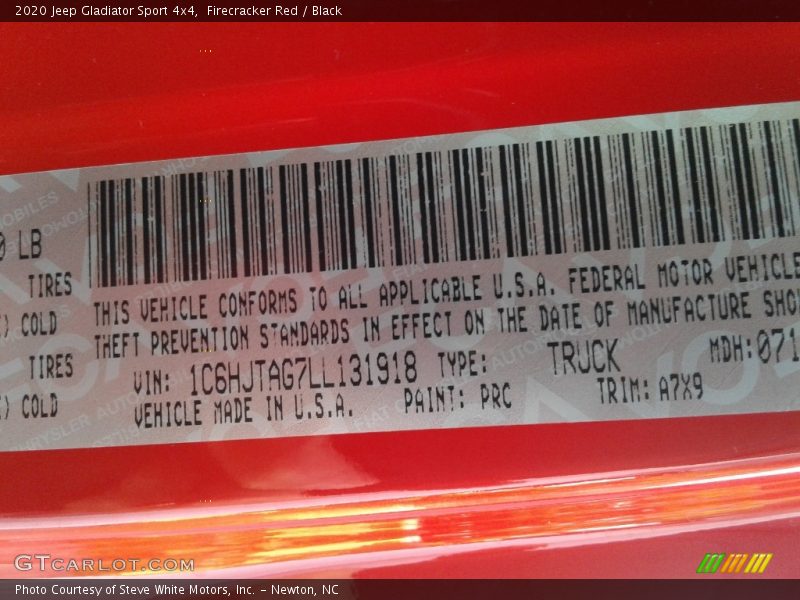 2020 Jeep Gladiator Sport 4x4,  Firecracker Red / Black
0 LB
TIRES
) COLD
TIRES
) COLD
THIS VEHICLE CONFORMS TO ALL APPLICABLE U.S.A. FEDERAL MOTOR VEHICLE
THEFT PREVENTION STANDARDS IN EFFECT ON THE DATE OF MANUFACTURE SHO
VIN: 1C6HJTAG7LL131918 TYPE: TRUCK MDH: 071
VEHICLE MADE IN U.S.A. PAINT: PRC TRIM: A7X9
GTCARLOT.COM
Photo Courtesy of Steve White Motors, Inc. – Newton, NC